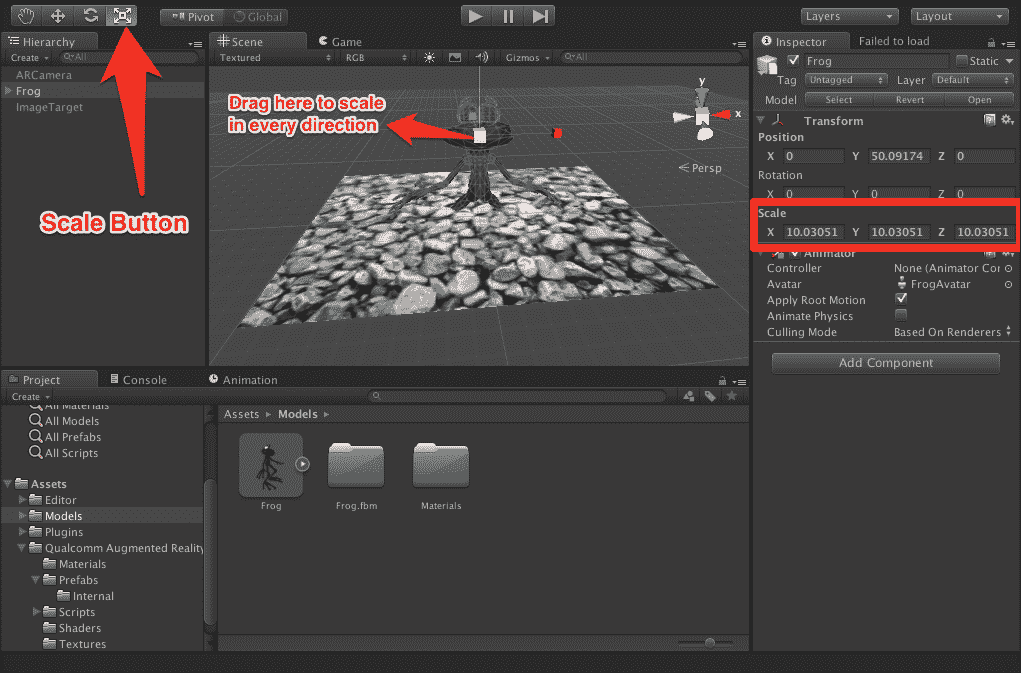 Pivot Global Layers Layout
Hierarchy
Create All
ARCamera
Frog
ImageTarget
Scale Button
Scene Game
Textured RGB Gizmos All
Drag here to scale
in every direction
y
x
Persp
Inspector Failed to load
Frog Static
Tag Untagged Layer Default
Model Select Revert Open
Transform
Position
X 0 Y 50.09174 Z 0
Rotation
X 0 Y 0 Z 0
Scale
X 10.03051 Y 10.03051 Z 10.03051
Animator
Controller None (Animator Cor
Avatar FrogAvatar
Apply Root Motion
Animate Physics
Culling Mode Based On Renderers
Add Component
Project Console Animation
Create
All Materials
All Models
All Prefabs
All Scripts
Assets
Editor
Models
Plugins
Qualcomm Augmented Reality
Materials
Prefabs
Internal
Scripts
Shaders
Textures
Assets Models
Frog Frog.fbm Materials